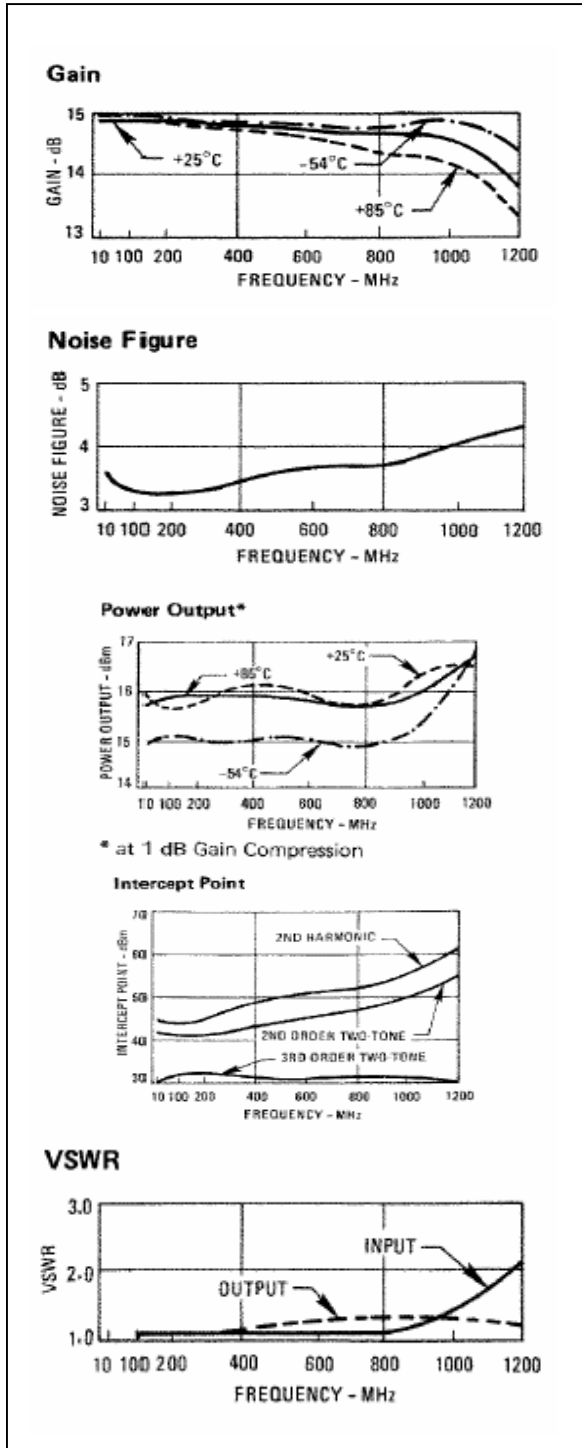 Gain
15
14
13
GAIN - dB
+25°C
-54°C
+85°C
10 100 200 400 600 800 1000 1200
FREQUENCY - MHz
Noise Figure
5
4
3
NOISE FIGURE - dB
10 100 200 400 600 800 1000 1200
FREQUENCY - MHz
Power Output*
17
16
15
14
POWER OUTPUT - dBm
+85°C
+25°C
-54°C
10 100 200 400 600 800 1000 1200
FREQUENCY - MHz
* at 1 dB Gain Compression
Intercept Point
70
60
50
40
30
INTERCEPT POINT - dBm
2ND HARMONIC
2ND ORDER TWO-TONE
3RD ORDER TWO-TONE
10 100 200 400 600 800 1000 1200
FREQUENCY - MHz
VSWR
3.0
2.0
1.0
VSWR
INPUT
OUTPUT
10 100 200 400 600 800 1000 1200
FREQUENCY - MHz